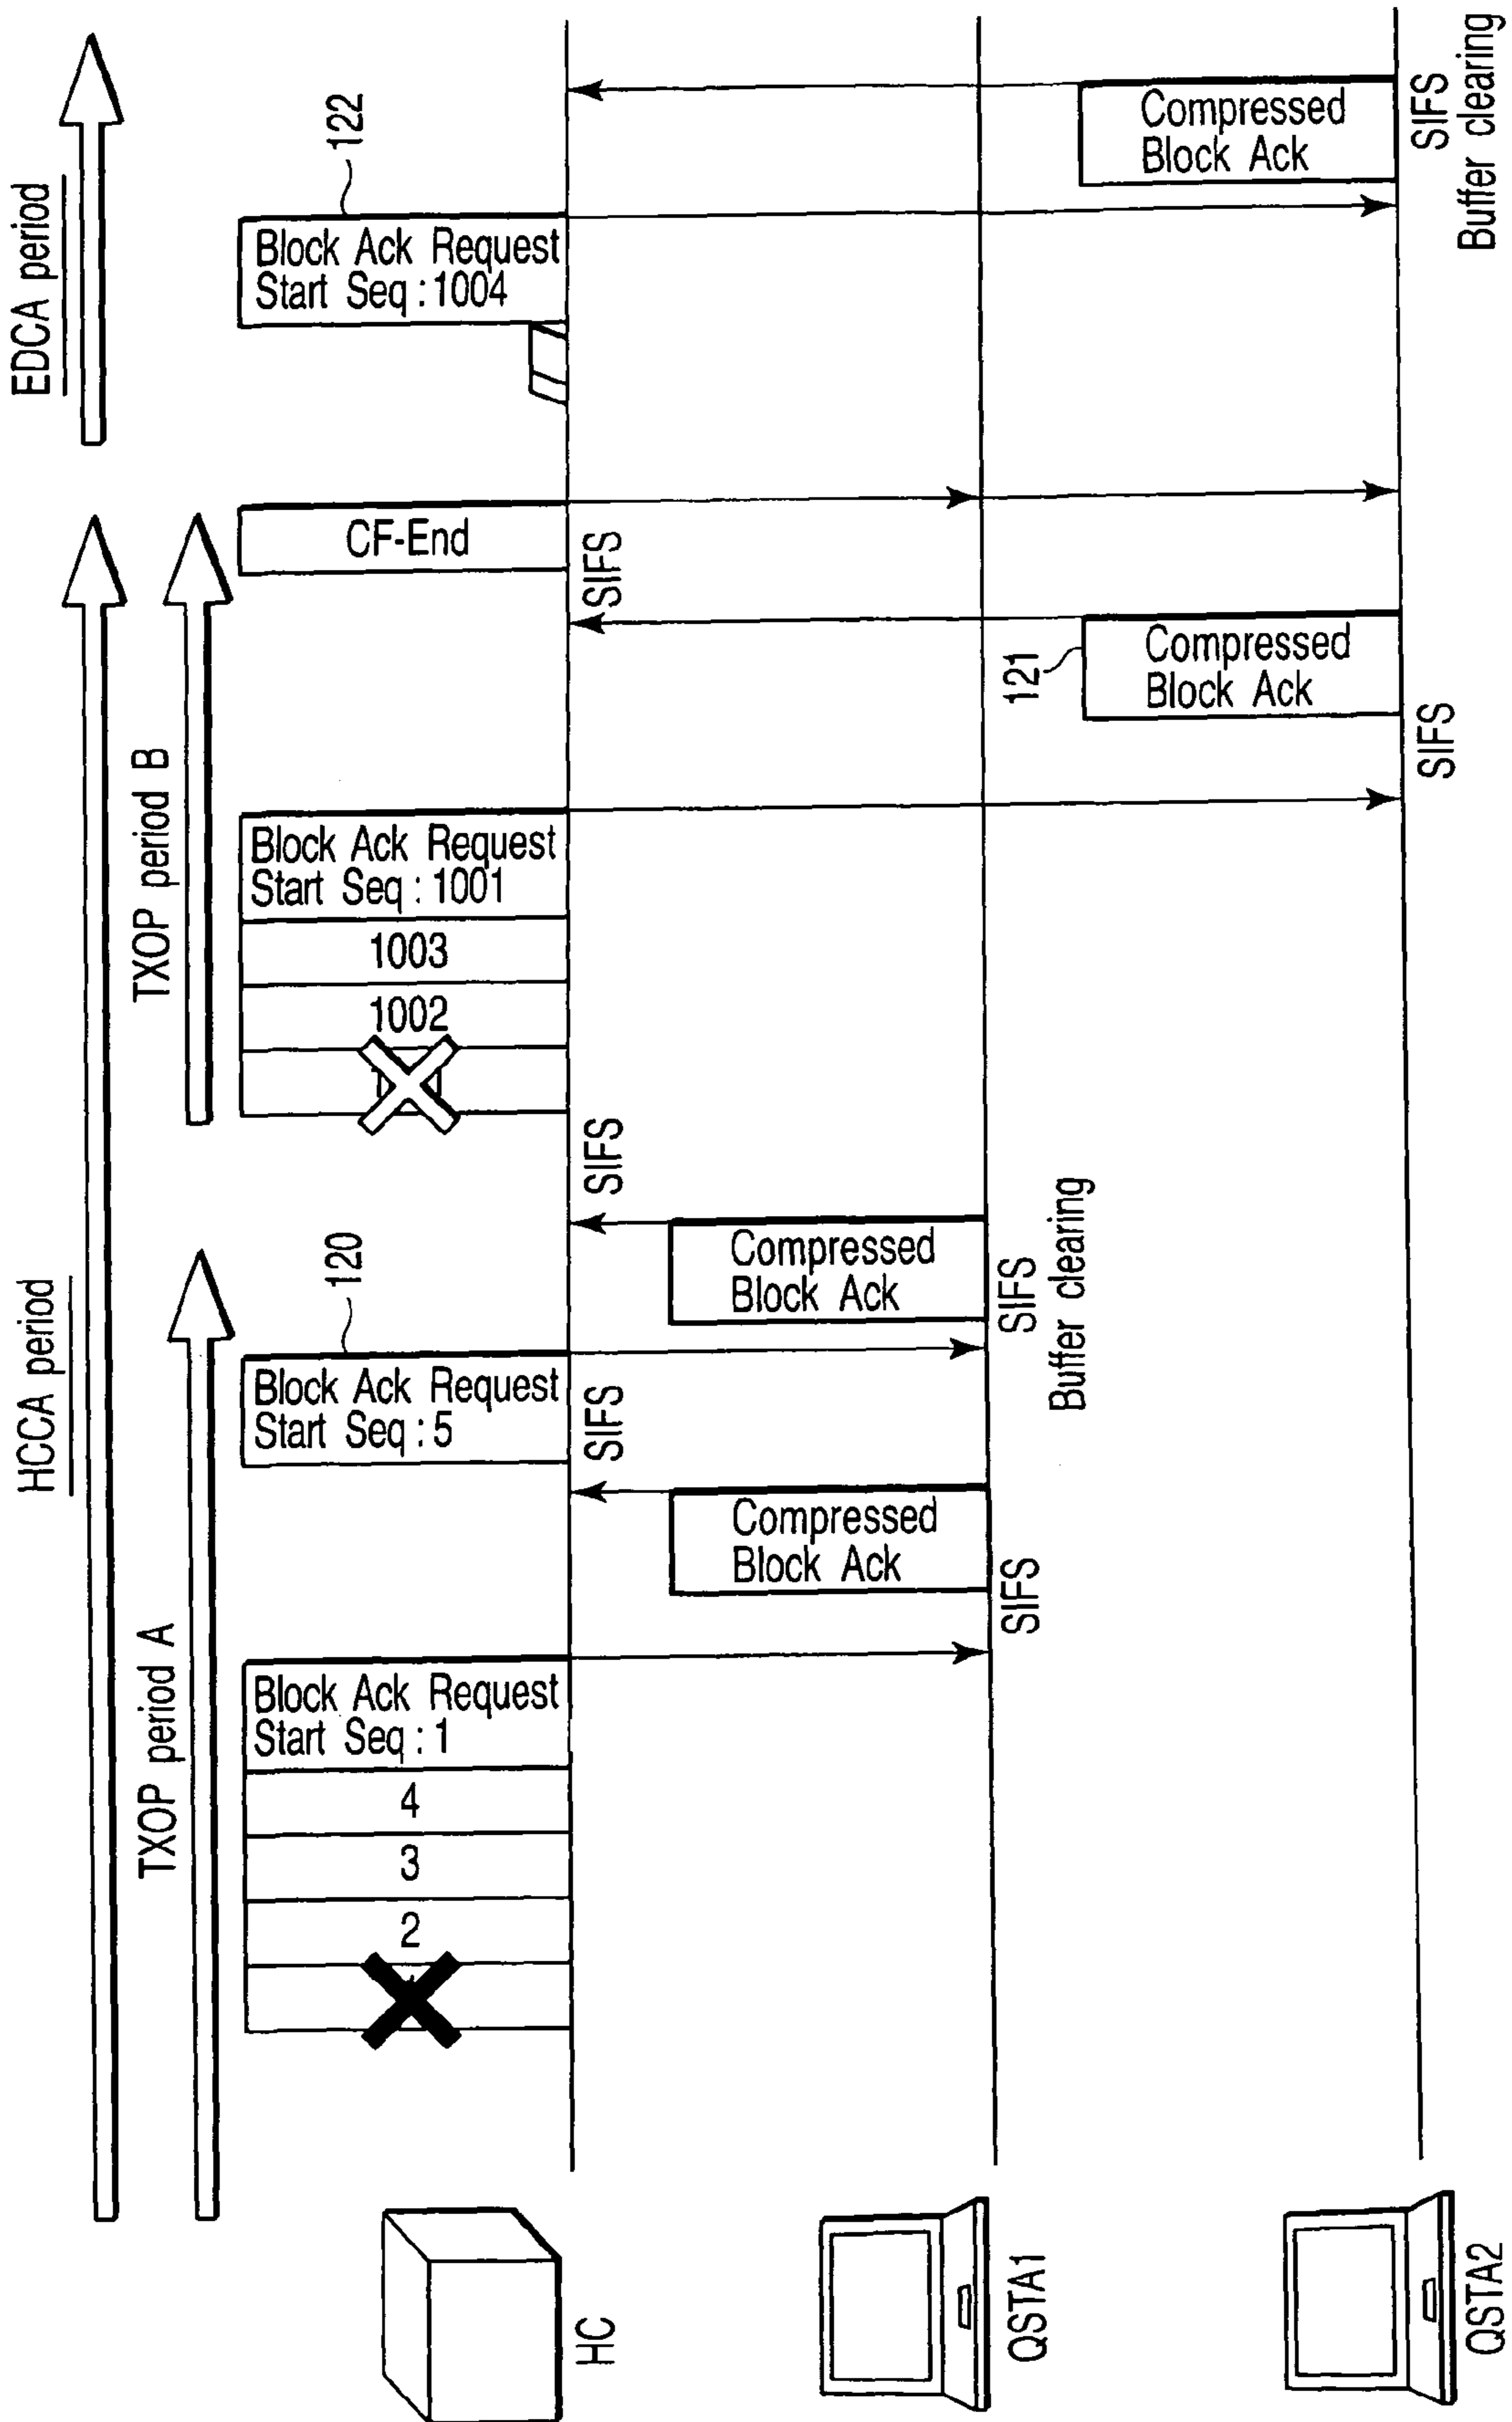 HCCA period
EDCA period
TXOP period A
TXOP period B
2
3
4
Block Ack Request
Start Seq : 1
Block Ack Request
Start Seq : 5
120
1002
1003
Block Ack Request
Start Seq : 1001
CF-End
Block Ack Request
Start Seq : 1004
122
HC
SIFS
SIFS
SIFS
Compressed
Block Ack
Compressed
Block Ack
QSTA1
SIFS
SIFS
Buffer clearing
121
Compressed
Block Ack
Compressed
Block Ack
QSTA2
SIFS
SIFS
Buffer clearing